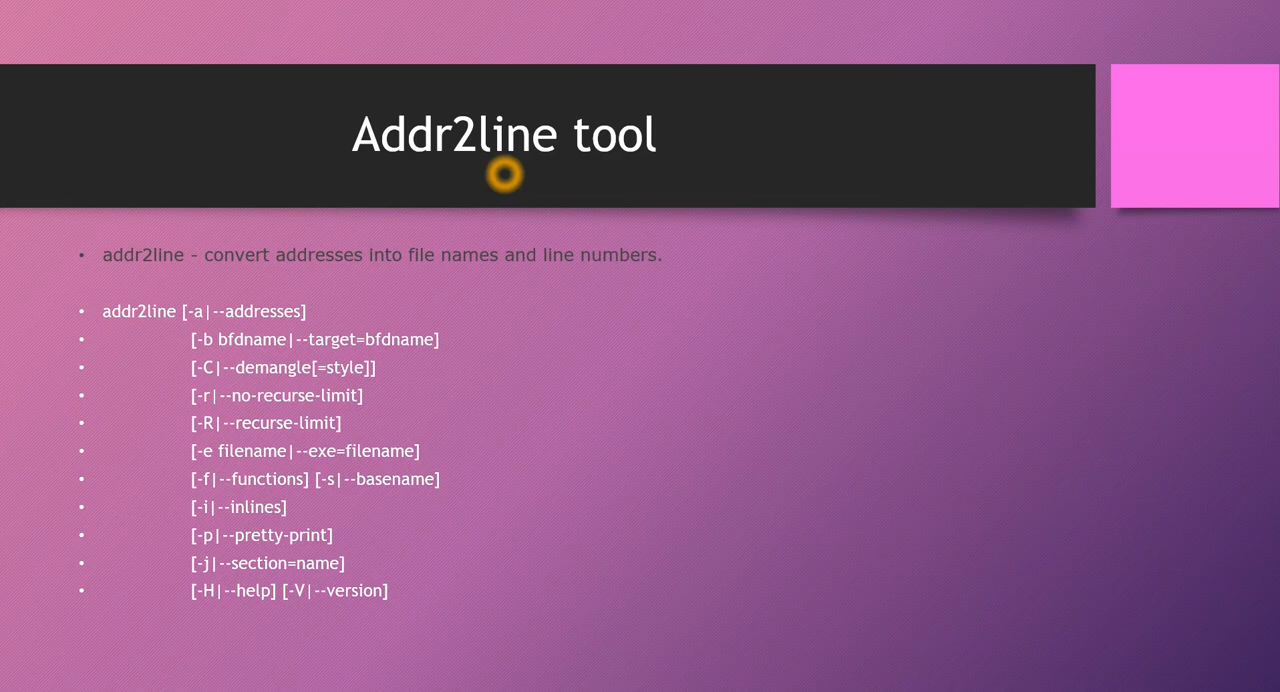 Addr2line tool
• addr2line - convert addresses into file names and line numbers.
• addr2line [-a|--addresses]
• [-b bfdname|--target=bfdname]
• [-C|--demangle[=style]]
• [-r|--no-recurse-limit]
• [-R|--recurse-limit]
• [-e filename|--exe=filename]
• [-f|--functions] [-s|--basename]
• [-i|--inlines]
• [-p|--pretty-print]
• [-j|--section=name]
• [-H|--help] [-V|--version]